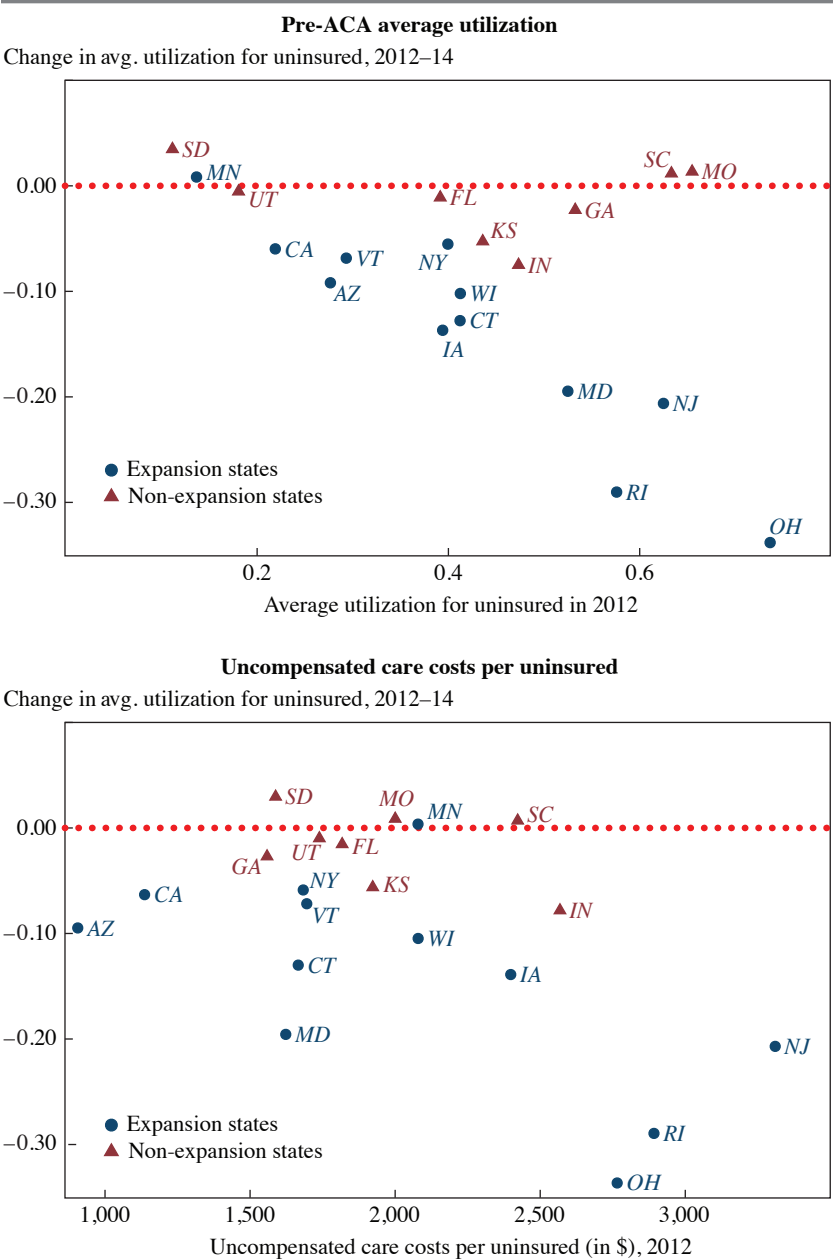 Pre-ACA average utilization
Change in avg. utilization for uninsured, 2012–14
SD
MN
SC
MO
0.00
UT
FL
GA
KS
CA
VT
NY
IN
AZ
WI
–0.10
CT
IA
–0.20
MD
NJ
Expansion states
Non-expansion states
–0.30
RI
OH
0.2 0.4 0.6
Average utilization for uninsured in 2012
Uncompensated care costs per uninsured
Change in avg. utilization for uninsured, 2012–14
SD
MO
MN
SC
0.00
UT
FL
GA
NY
KS
CA
VT
IN
AZ
–0.10
WI
CT
IA
–0.20
MD
NJ
Expansion states
RI
–0.30
Non-expansion states
OH
1,000 1,500 2,000 2,500 3,000
Uncompensated care costs per uninsured (in $), 2012